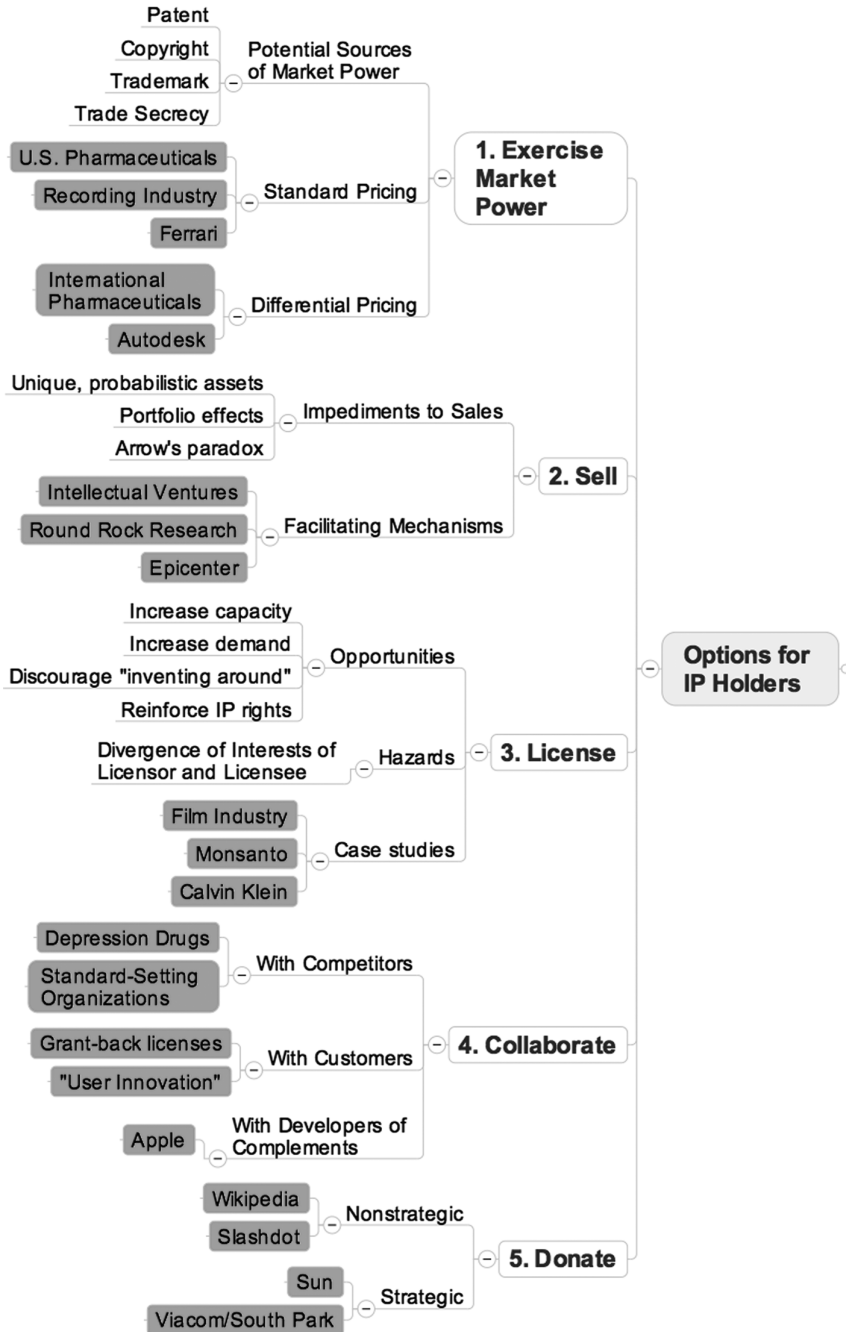 Patent
Copyright
Trademark
Trade Secrecy
Potential Sources
of Market Power
U.S. Pharmaceuticals
Recording Industry
Ferrari
Standard Pricing
International
Pharmaceuticals
Autodesk
Differential Pricing
1. Exercise
Market
Power
Unique, probabilistic assets
Portfolio effects
Arrow's paradox
Impediments to Sales
Intellectual Ventures
Round Rock Research
Epicenter
Facilitating Mechanisms
2. Sell
Increase capacity
Increase demand
Discourage "inventing around"
Reinforce IP rights
Opportunities
Divergence of Interests of
Licensor and Licensee
Hazards
Film Industry
Monsanto
Calvin Klein
Case studies
3. License
Options for
IP Holders
Depression Drugs
Standard-Setting
Organizations
With Competitors
Grant-back licenses
"User Innovation"
With Customers
Apple
With Developers of
Complements
4. Collaborate
Wikipedia
Slashdot
Nonstrategic
Sun
Viacom/South Park
Strategic
5. Donate